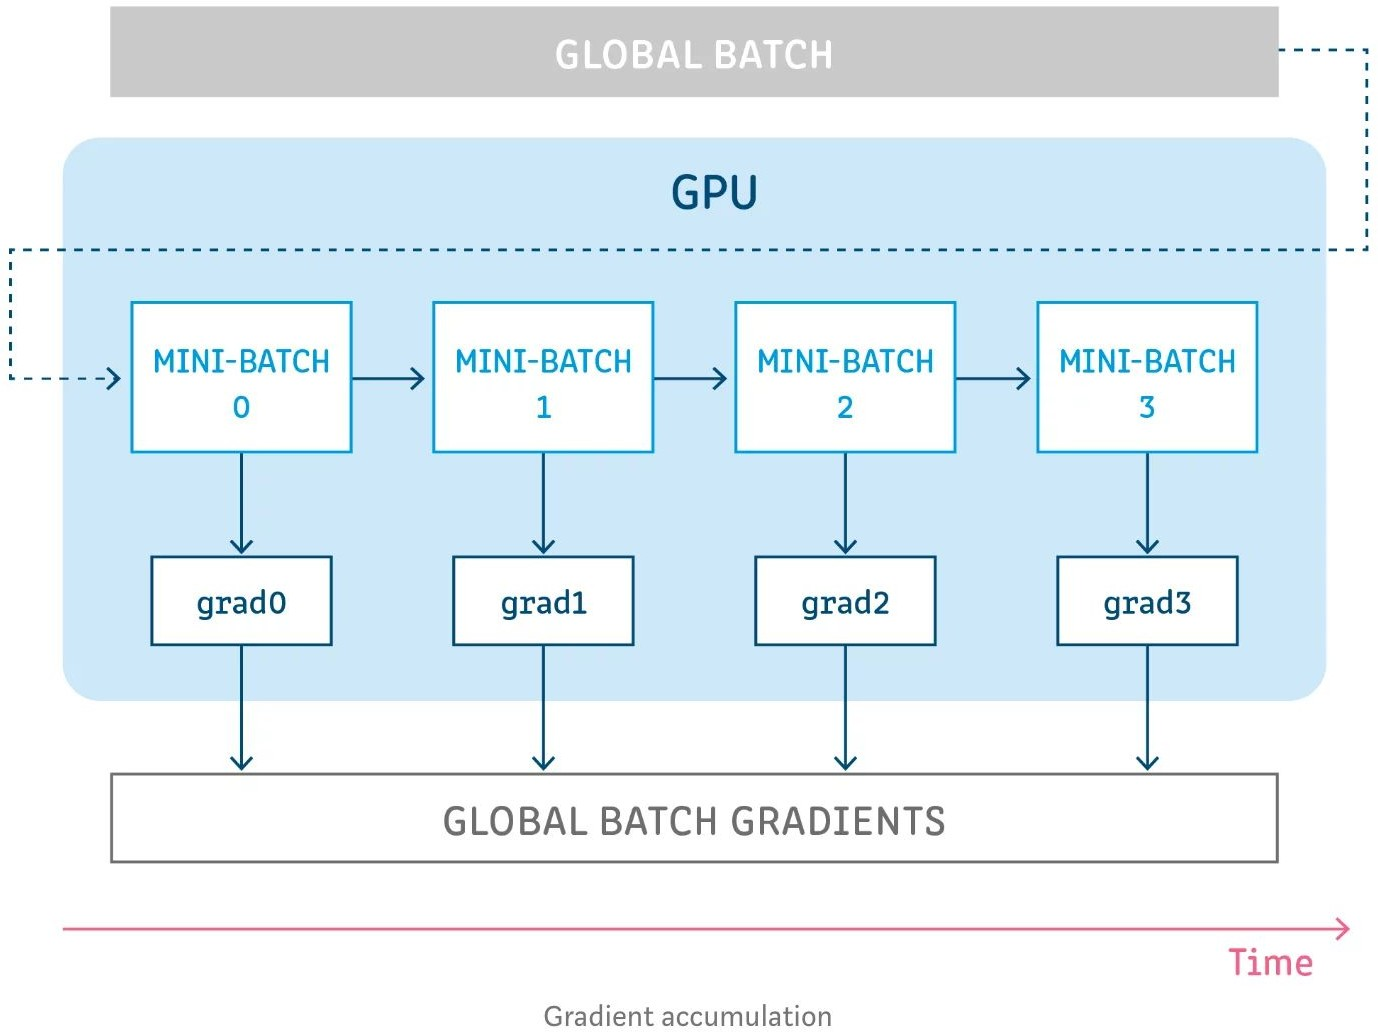 GLOBAL BATCH
GPU
MINI-BATCH
0
MINI-BATCH
1
MINI-BATCH
2
MINI-BATCH
3
grad0
grad1
grad2
grad3
GLOBAL BATCH GRADIENTS
Time
Gradient accumulation